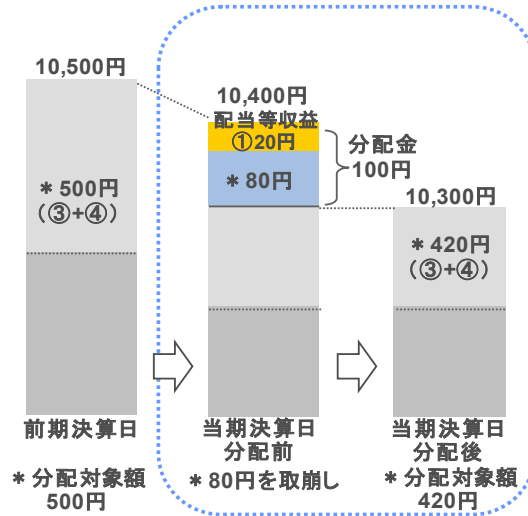 10,500円
＊500円
（③+④）
前期決算日
＊分配対象額
500円
10,400円
配当等収益
①20円
＊80円
分配金
100円
当期決算日
分配前
＊80円を取崩し
10,300円
＊420円
（③+④）
当期決算日
分配後
＊分配対象額
420円